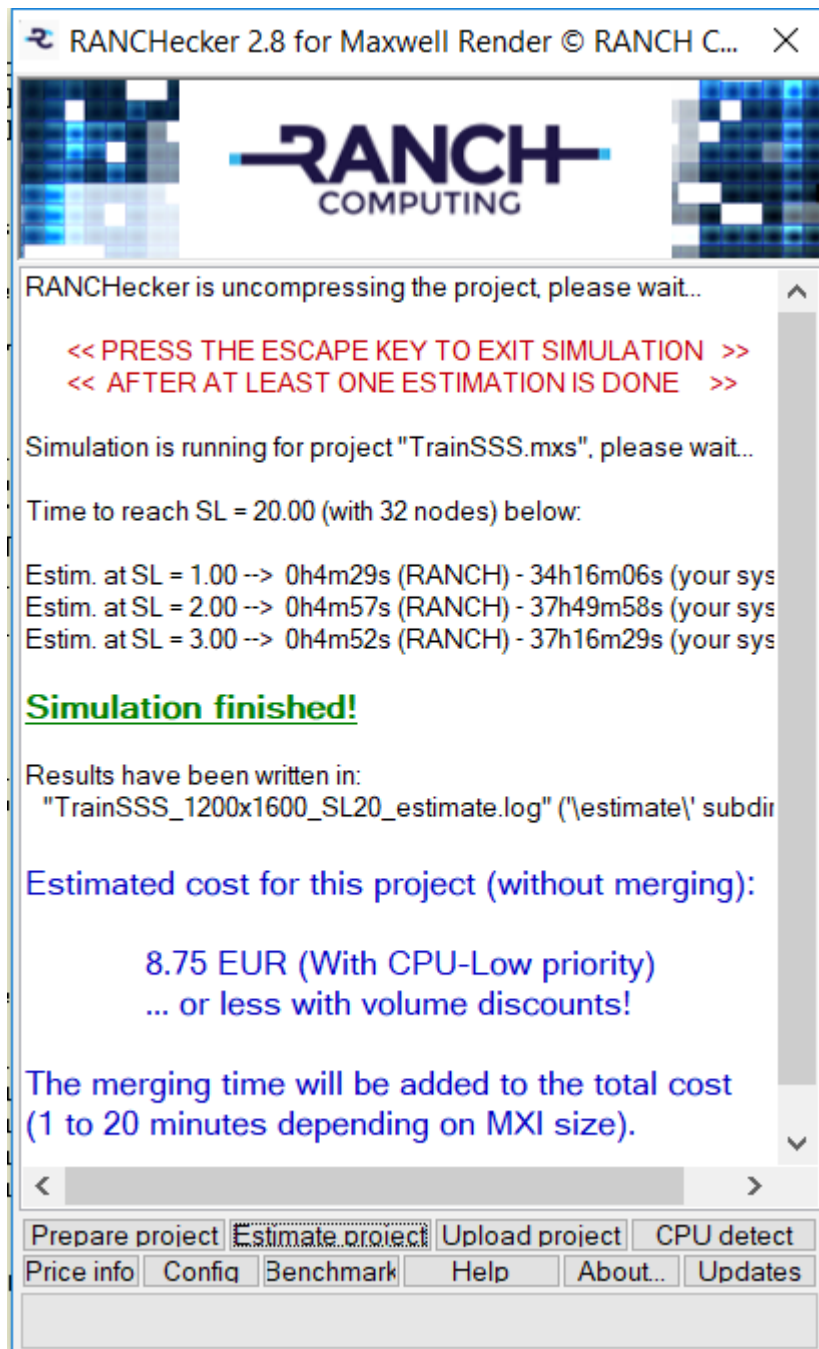 RANCHecker 2.8 for Maxwell Render © RANCH C...
RANCH
COMPUTING
RANCHecker is uncompressing the project, please wait...
<< PRESS THE ESCAPE KEY TO EXIT SIMULATION >>
<< AFTER AT LEAST ONE ESTIMATION IS DONE >>
Simulation is running for project "TrainSSS.mxs", please wait...
Time to reach SL = 20.00 (with 32 nodes) below:
Estim. at SL = 1.00 --> 0h4m29s (RANCH) - 34h16m06s (your sys
Estim. at SL = 2.00 --> 0h4m57s (RANCH) - 37h49m58s (your sys
Estim. at SL = 3.00 --> 0h4m52s (RANCH) - 37h16m29s (your sys
Simulation finished!
Results have been written in:
"TrainSSS_1200x1600_SL20_estimate.log" ('\estimate\' subdir
Estimated cost for this project (without merging):
8.75 EUR (With CPU-Low priority)
... or less with volume discounts!
The merging time will be added to the total cost
(1 to 20 minutes depending on MXI size).
Prepare project Estimate project Upload project CPU detect
Price info Config Benchmark Help About... Updates